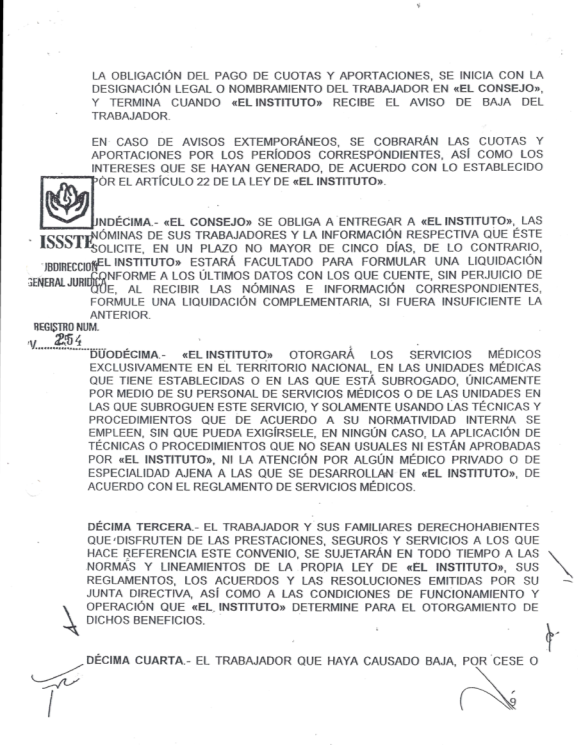 LA OBLIGACIÓN DEL PAGO DE CUOTAS Y APORTACIONES, SE INICIA CON LA
DESIGNACIÓN LEGAL O NOMBRAMIENTO DEL TRABAJADOR EN «EL CONSEJO»,
Y TERMINA CUANDO «EL INSTITUTO» RECIBE EL AVISO DE BAJA DEL
TRABAJADOR.
EN CASO DE AVISOS EXTEMPORÁNEOS, SE COBRARÁN LAS CUOTAS Y
APORTACIONES POR LOS PERÍODOS CORRESPONDIENTES, ASÍ COMO LOS
INTERESES QUE SE HAYAN GENERADO, DE ACUERDO CON LO ESTABLECIDO
POR EL ARTÍCULO 22 DE LA LEY DE «EL INSTITUTO».
UNDÉCIMA.- «EL CONSEJO» SE OBLIGA A ENTREGAR A «EL INSTITUTO», LAS
NÓMINAS DE SUS TRABAJADORES Y LA INFORMACIÓN RESPECTIVA QUE ÉSTE
SOLICITE, EN UN PLAZO NO MAYOR DE CINCO DÍAS, DE LO CONTRARIO,
«EL INSTITUTO» ESTARÁ FACULTADO PARA FORMULAR UNA LIQUIDACIÓN
CONFORME A LOS ÚLTIMOS DATOS CON LOS QUE CUENTE, SIN PERJUICIO DE
QUE, AL RECIBIR LAS NÓMINAS E INFORMACIÓN CORRESPONDIENTES,
FORMULE UNA LIQUIDACIÓN COMPLEMENTARIA, SI FUERA INSUFICIENTE LA
ANTERIOR.
ISSSTE
JBDIRECCION
GENERAL JURIDICA
REGISTRO NUM.
V 254
DUODÉCIMA.- «EL INSTITUTO» OTORGARÁ LOS SERVICIOS MÉDICOS
EXCLUSIVAMENTE EN EL TERRITORIO NACIONAL, EN LAS UNIDADES MÉDICAS
QUE TIENE ESTABLECIDAS O EN LAS QUE ESTÁ SUBROGADO, ÚNICAMENTE
POR MEDIO DE SU PERSONAL DE SERVICIOS MÉDICOS O DE LAS UNIDADES EN
LAS QUE SUBROGUEN ESTE SERVICIO, Y SOLAMENTE USANDO LAS TÉCNICAS Y
PROCEDIMIENTOS QUE DE ACUERDO A SU NORMATIVIDAD INTERNA SE
EMPLEEN, SIN QUE PUEDA EXIGÍRSELE, EN NINGÚN CASO, LA APLICACIÓN DE
TÉCNICAS O PROCEDIMIENTOS QUE NO SEAN USUALES NI ESTÁN APROBADAS
POR «EL INSTITUTO», NI LA ATENCIÓN POR ALGÚN MÉDICO PRIVADO O DE
ESPECIALIDAD AJENA A LAS QUE SE DESARROLLAN EN «EL INSTITUTO», DE
ACUERDO CON EL REGLAMENTO DE SERVICIOS MÉDICOS.
DÉCIMA TERCERA.- EL TRABAJADOR Y SUS FAMILIARES DERECHOHABIENTES
QUE DISFRUTEN DE LAS PRESTACIONES, SEGUROS Y SERVICIOS A LOS QUE
HACE REFERENCIA ESTE CONVENIO, SE SUJETARÁN EN TODO TIEMPO A LAS
NORMAS Y LINEAMIENTOS DE LA PROPIA LEY DE «EL INSTITUTO», SUS
REGLAMENTOS, LOS ACUERDOS Y LAS RESOLUCIONES EMITIDAS POR SU
JUNTA DIRECTIVA, ASÍ COMO A LAS CONDICIONES DE FUNCIONAMIENTO Y
OPERACIÓN QUE «EL INSTITUTO» DETERMINE PARA EL OTORGAMIENTO DE
DICHOS BENEFICIOS.
DÉCIMA CUARTA.- EL TRABAJADOR QUE HAYA CAUSADO BAJA, POR CESE O